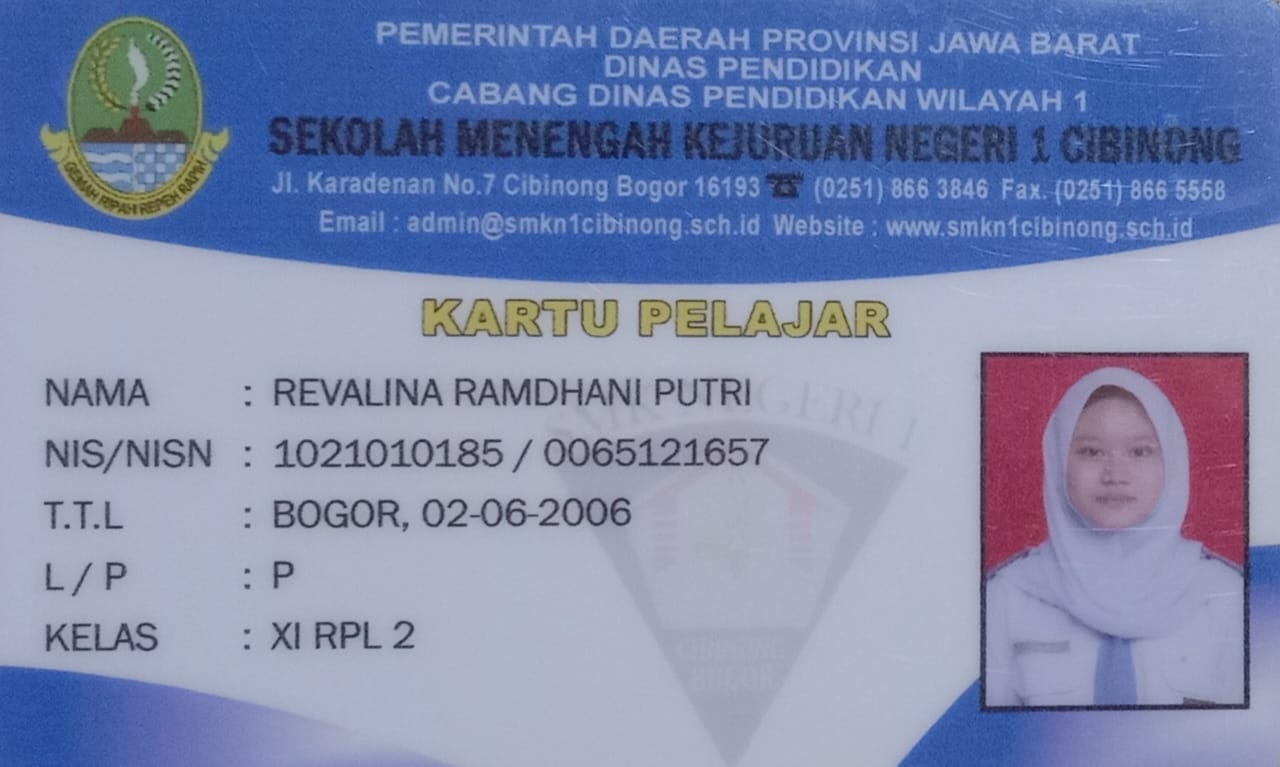 PEMERINTAH DAERAH PROVINSI JAWA BARAT
DINAS PENDIDIKAN
CABANG DINAS PENDIDIKAN WILAYAH 1
SEKOLAH MENENGAH KEJURUAN NEGERI 1 CIBINONG
Jl. Karadenan No.7 Cibinong Bogor 16193 ☎ (0251) 866 3846 Fax. (0251) 866 5558
Email : admin@smkn1cibinong.sch.id Website : www.smkn1cibinong.sch.id
GEMAH RIPAH REPEH RAPIH
KARTU PELAJAR
NAMA : REVALINA RAMDHANI PUTRI
NIS/NISN : 1021010185 / 0065121657
T.T.L : BOGOR, 02-06-2006
L / P : P
KELAS : XI RPL 2
SMK NEGERI 1
CIBINONG
BOGOR